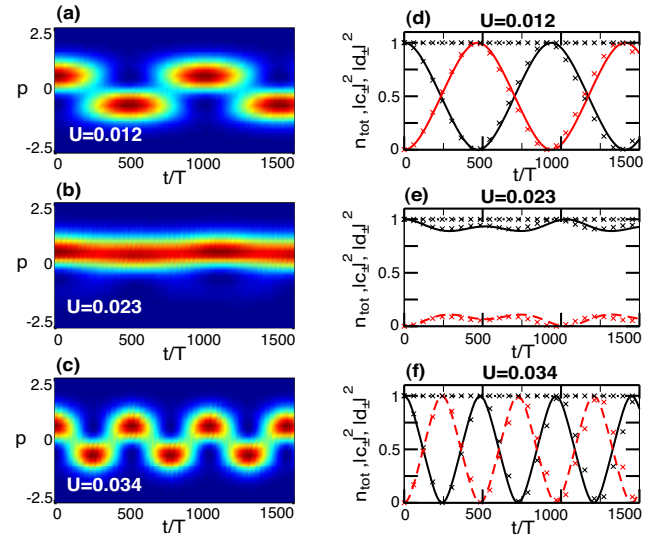 (a)
2.5
p
0
-2.5
U=0.012
0 500 1000 1500
t/T
(b)
2.5
p
0
-2.5
U=0.023
0 500 1000 1500
t/T
(c)
2.5
p
0
-2.5
U=0.034
0 500 1000 1500
t/T
(d) U=0.012
n_tot, |c±|², |d±|²
1
0.5
0
0 500 1000 1500
t/T
(e) U=0.023
n_tot, |c±|², |d±|²
1
0.5
0
0 500 1000 1500
t/T
(f) U=0.034
n_tot, |c±|², |d±|²
1
0.5
0
0 500 1000 1500
t/T